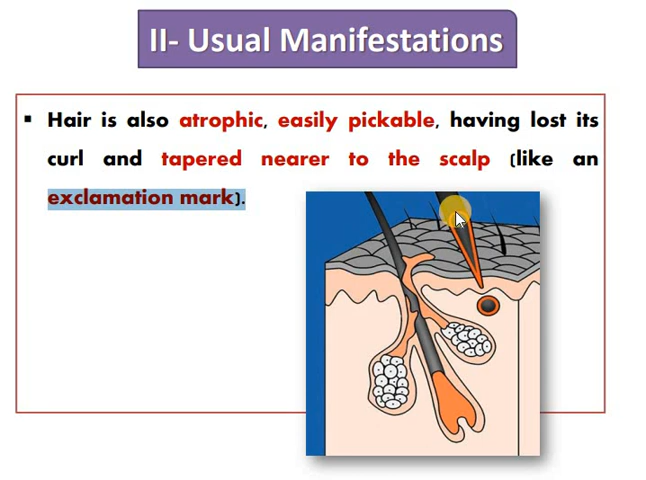 II- Usual Manifestations
▪ Hair is also atrophic, easily pickable, having lost its
curl and tapered nearer to the scalp (like an
exclamation mark).